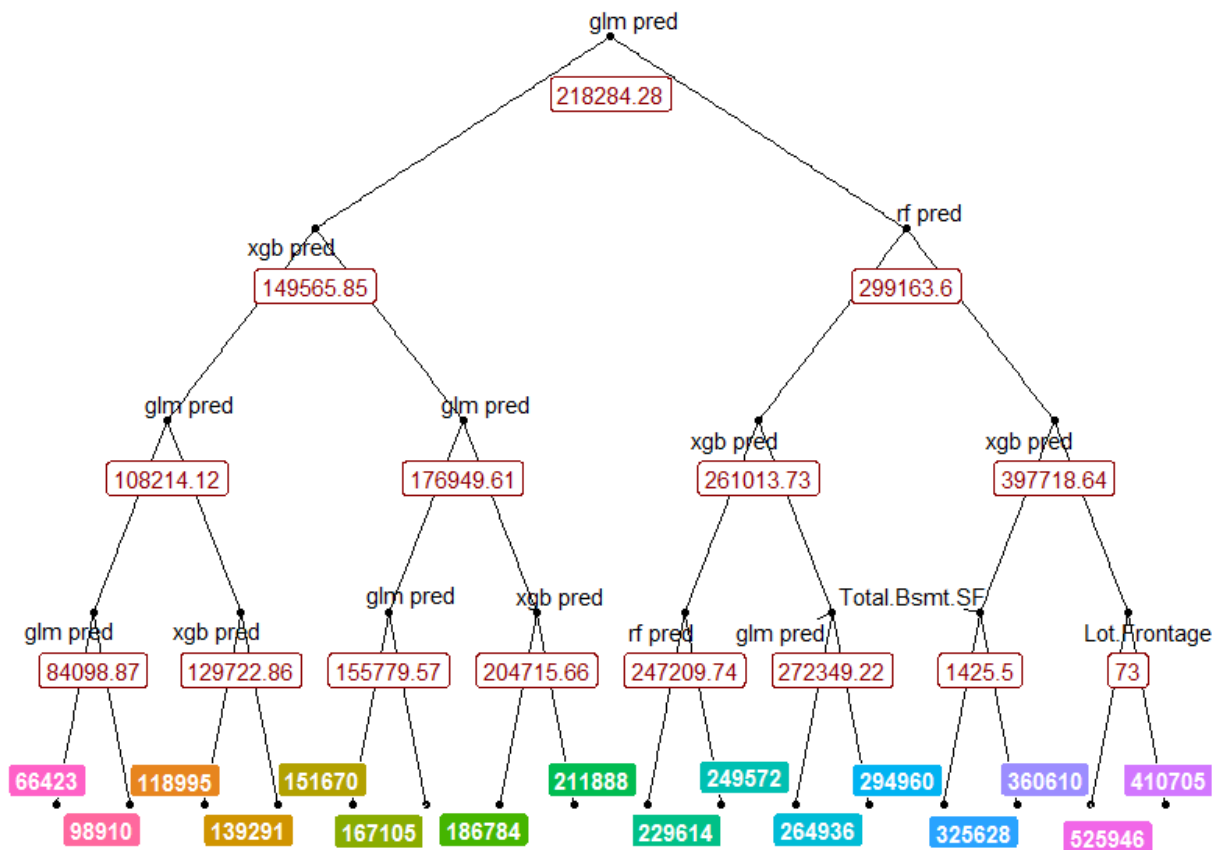 glm pred
218284.28
rf pred
xgb pred
149565.85
299163.6
glm pred
glm pred
xgb pred
xgb pred
108214.12
176949.61
261013.73
397718.64
glm pred
xgb pred
glm pred
xgb pred
rf pred
glm pred
Total.Bsmt.SF
Lot.Frontage
84098.87
129722.86
155779.57
204715.66
247209.74
272349.22
1425.5
73
66423
118995
151670
211888
249572
294960
360610
410705
98910
139291
167105
186784
229614
264936
325628
525946